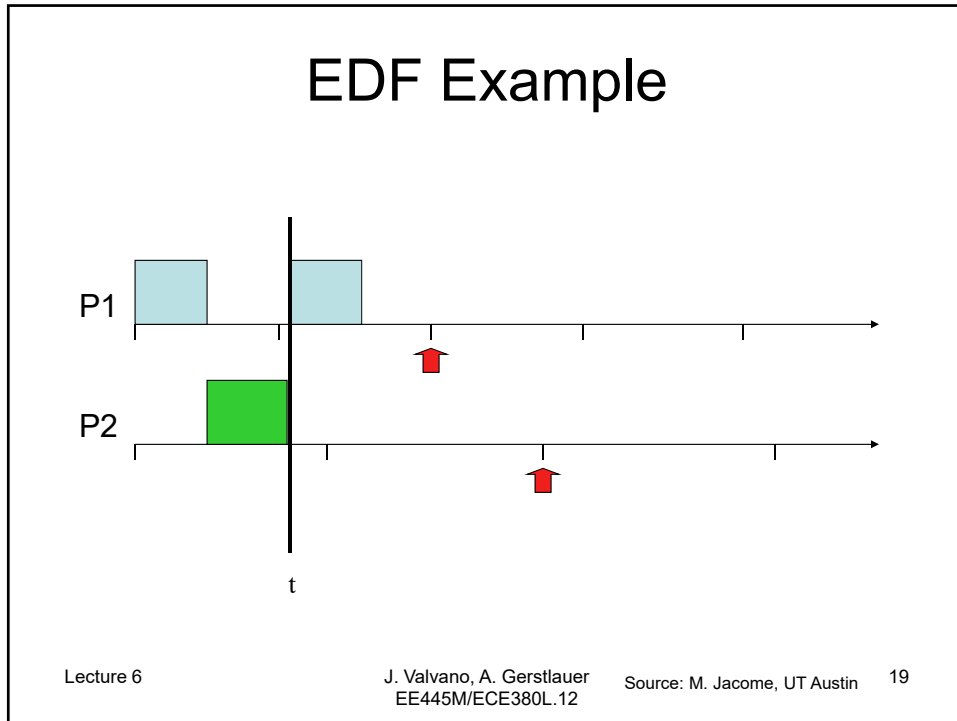 EDF Example
P1
P2
t
Lecture 6
J. Valvano, A. Gerstlauer
EE445M/ECE380L.12
Source: M. Jacome, UT Austin
19